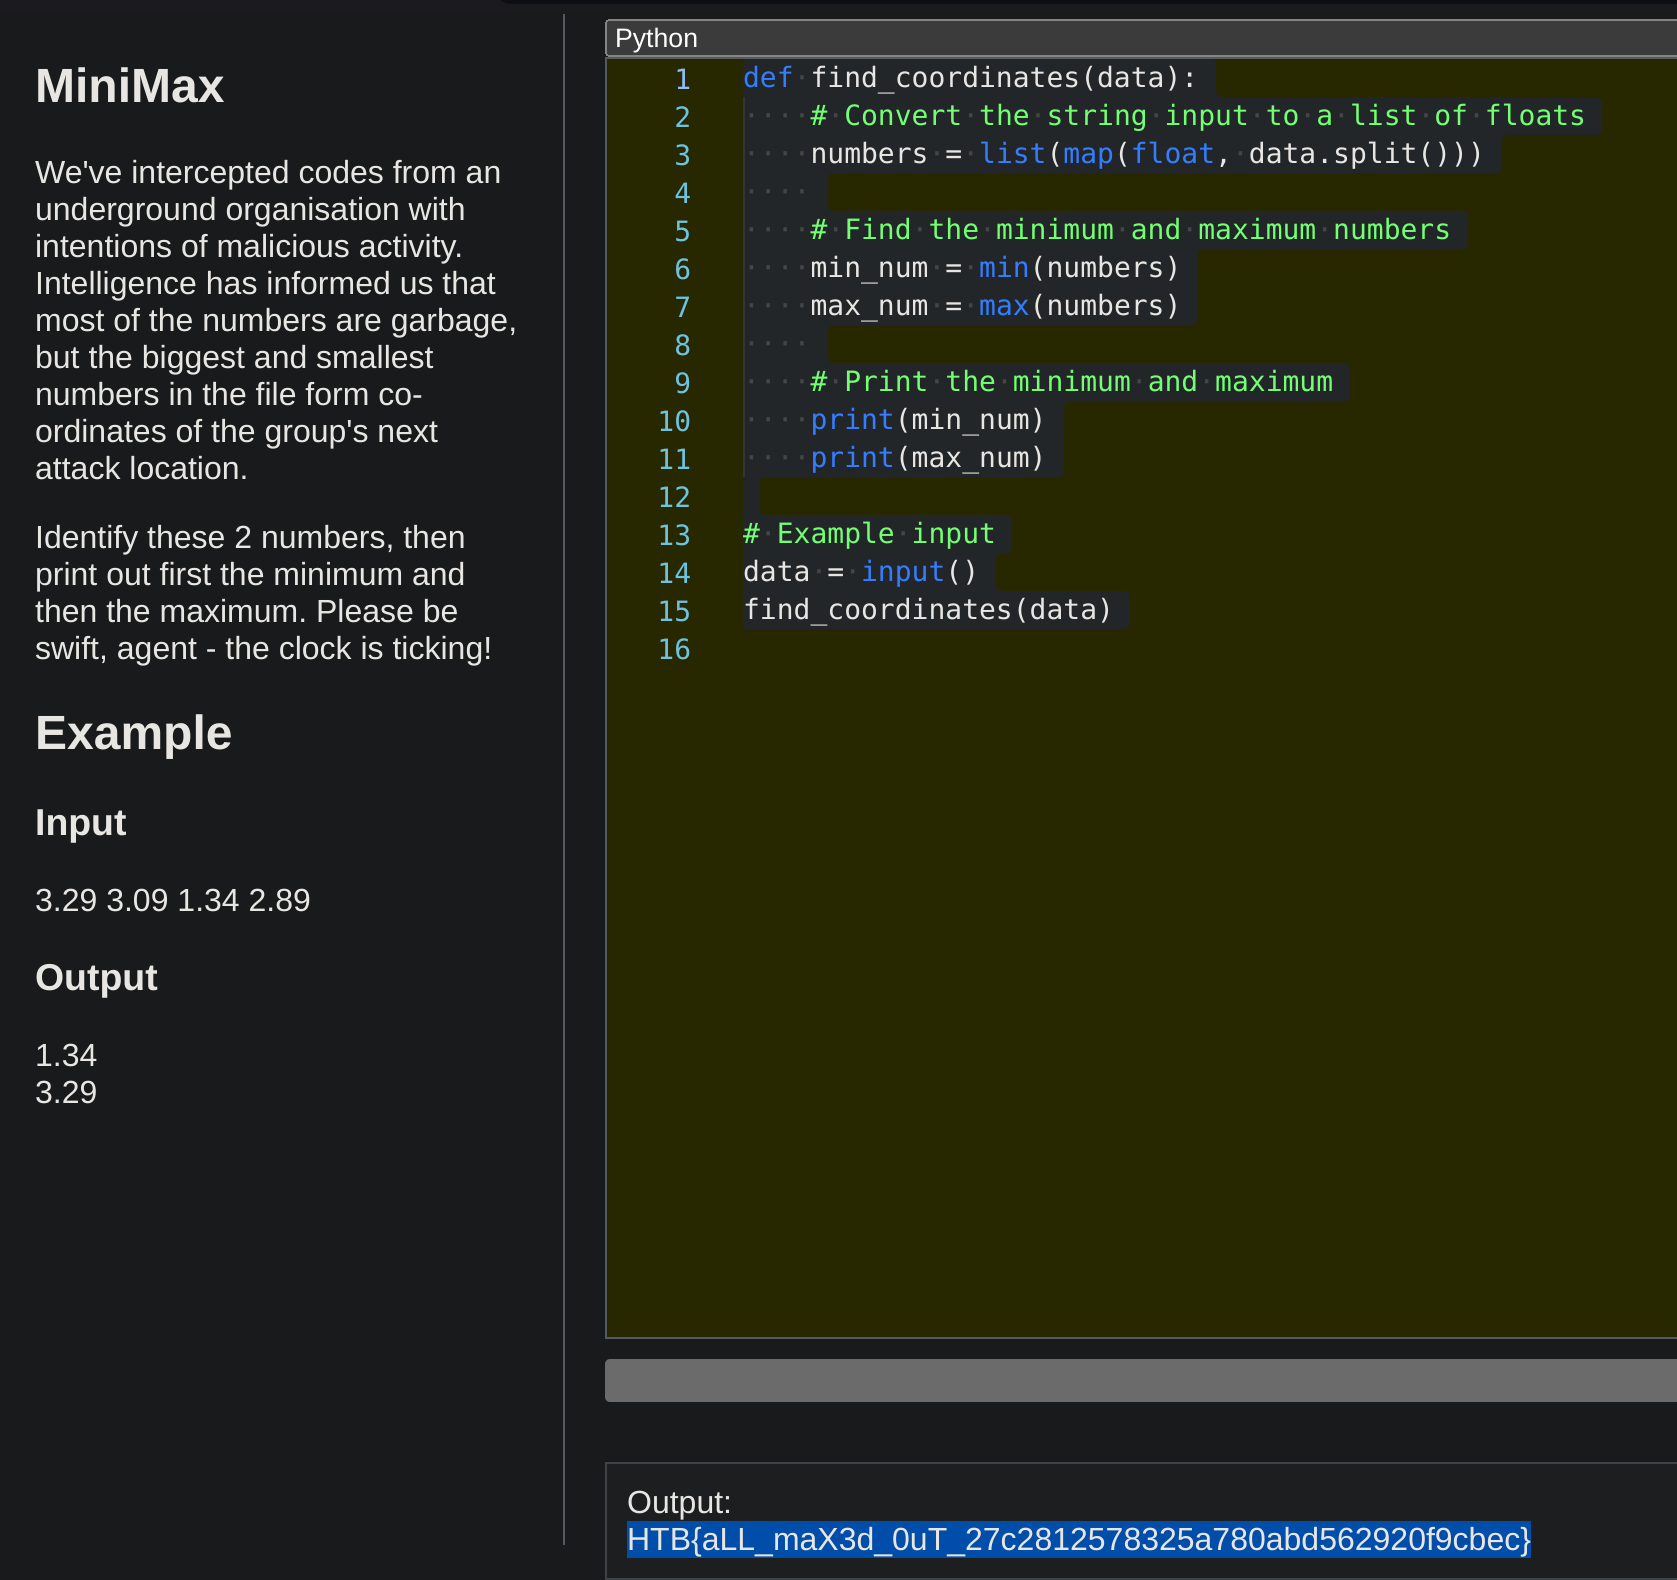 MiniMax
We've intercepted codes from an
underground organisation with
intentions of malicious activity.
Intelligence has informed us that
most of the numbers are garbage,
but the biggest and smallest
numbers in the file form co-
ordinates of the group's next
attack location.
Identify these 2 numbers, then
print out first the minimum and
then the maximum. Please be
swift, agent - the clock is ticking!
Example
Input
3.29 3.09 1.34 2.89
Output
1.34
3.29
Python
1 def find_coordinates(data):
2     # Convert the string input to a list of floats
3     numbers = list(map(float, data.split()))
4
5     # Find the minimum and maximum numbers
6     min_num = min(numbers)
7     max_num = max(numbers)
8
9     # Print the minimum and maximum
10     print(min_num)
11     print(max_num)
12
13 # Example input
14 data = input()
15 find_coordinates(data)
16
Output:
HTB{aLL_maX3d_0uT_27c2812578325a780abd562920f9cbec}